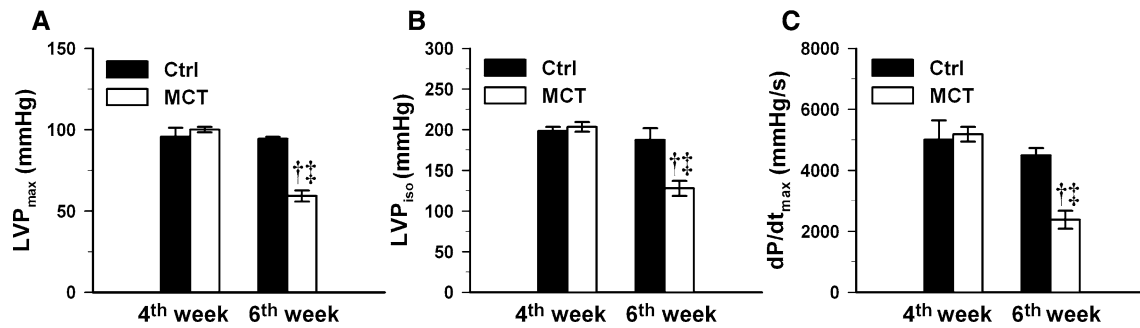 A
LVPmax (mmHg)
150
100
50
0
Ctrl
MCT
†‡
4th week 6th week
B
LVPiso (mmHg)
300
250
200
150
100
50
0
Ctrl
MCT
†‡
4th week 6th week
C
dP/dtmax (mmHg/s)
8000
6000
4000
2000
0
Ctrl
MCT
†‡
4th week 6th week